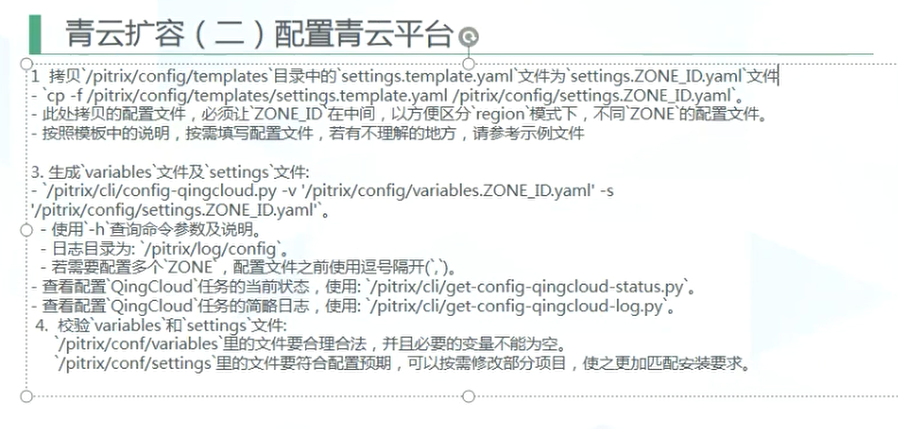 青云扩容（二）配置青云平台
1 拷贝`/pitrix/config/templates`目录中的`settings.template.yaml`文件为`settings.ZONE_ID.yaml`文件
- `cp -f /pitrix/config/templates/settings.template.yaml /pitrix/config/settings.ZONE_ID.yaml`。
- 此处拷贝的配置文件，必须让`ZONE_ID`在中间，以方便区分`region`模式下，不同`ZONE`的配置文件。
- 按照模板中的说明，按需填写配置文件，若有不理解的地方，请参考示例文件
3. 生成`variables`文件及`settings`文件:
- `/pitrix/cli/config-qingcloud.py -v '/pitrix/config/variables.ZONE_ID.yaml' -s
'/pitrix/config/settings.ZONE_ID.yaml'`。
- 使用`-h`查询命令参数及说明。
- 日志目录为: `/pitrix/log/config`。
- 若需要配置多个`ZONE`，配置文件之前使用逗号隔开(`,`)。
- 查看配置`QingCloud`任务的当前状态，使用: `/pitrix/cli/get-config-qingcloud-status.py`。
- 查看配置`QingCloud`任务的简略日志，使用: `/pitrix/cli/get-config-qingcloud-log.py`。
4. 校验`variables`和`settings`文件:
`/pitrix/conf/variables`里的文件要合理合法，并且必要的变量不能为空。
`/pitrix/conf/settings`里的文件要符合配置预期，可以按需修改部分项目，使之更加匹配安装要求。